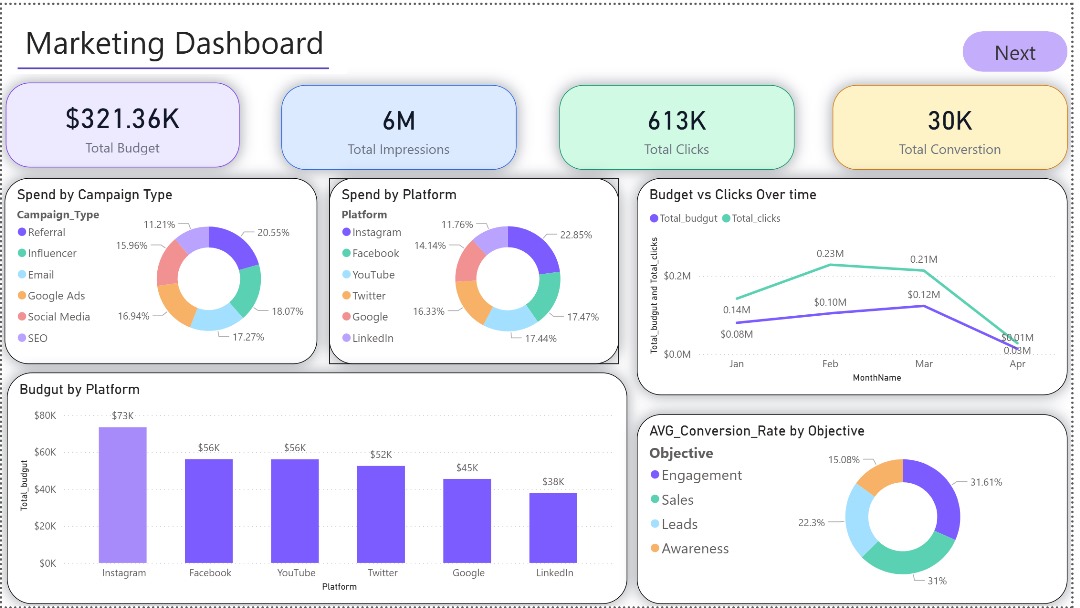 Marketing Dashboard
Next
$321.36K
Total Budget
6M
Total Impressions
613K
Total Clicks
30K
Total Converstion
Spend by Campaign Type
Campaign_Type
Referral
Influencer
Email
Google Ads
Social Media
SEO
11.21%
20.55%
15.96%
16.94%
18.07%
17.27%
Spend by Platform
Platform
Instagram
Facebook
YouTube
Twitter
Google
LinkedIn
11.76%
22.85%
14.14%
16.33%
17.47%
17.44%
Budget vs Clicks Over time
Total_budgut
Total_clicks
Total_budgut and Total_clicks
$0.2M
$0.0M
0.14M
0.23M
0.21M
$0.08M
$0.10M
$0.12M
$0.01M
0.03M
Jan
Feb
Mar
Apr
MonthName
Budgut by Platform
Total_budgut
$80K
$60K
$40K
$20K
$0K
$73K
$56K
$56K
$52K
$45K
$38K
Instagram
Facebook
YouTube
Twitter
Google
LinkedIn
Platform
AVG_Conversion_Rate by Objective
Objective
Engagement
Sales
Leads
Awareness
15.08%
31.61%
22.3%
31%